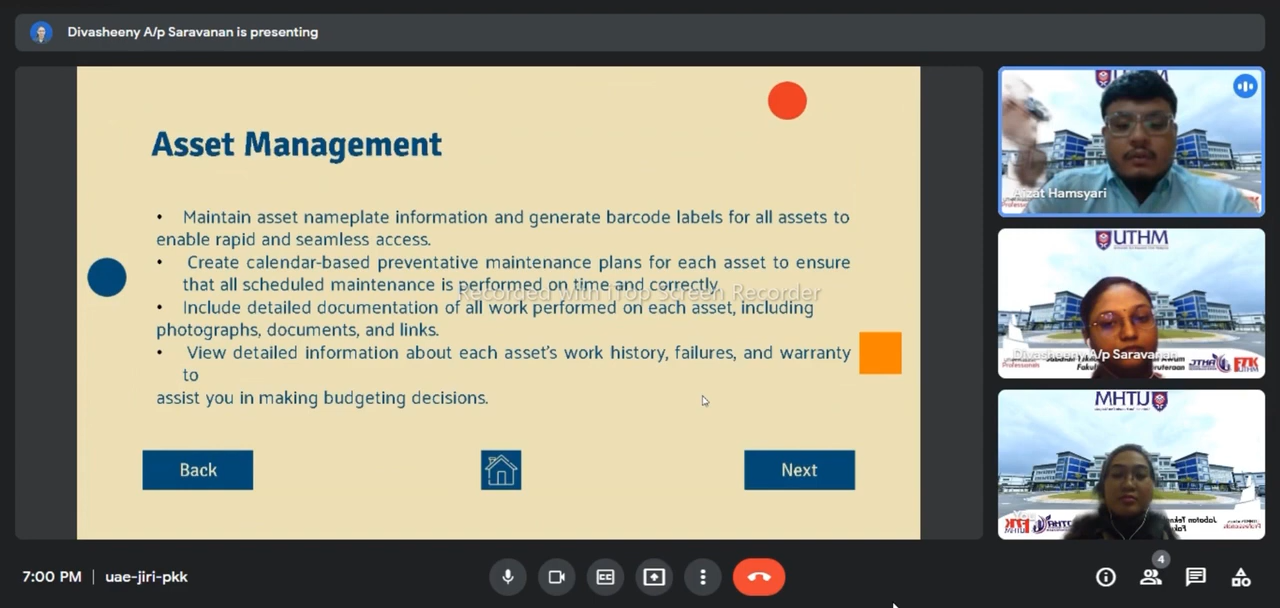 Divasheeny A/p Saravanan is presenting
Asset Management
• Maintain asset nameplate information and generate barcode labels for all assets to
enable rapid and seamless access.
• Create calendar-based preventative maintenance plans for each asset to ensure
that all scheduled maintenance is performed on time and correctly.
Recorded with iTop Screen Recorder
• Include detailed documentation of all work performed on each asset, including
photographs, documents, and links.
• View detailed information about each asset's work history, failures, and warranty
to
assist you in making budgeting decisions.
Back
Next
Aizat Hamsyari
UTHM
Divasheeny A/p Saravanan
UTHM
7:00 PM | uae-jiri-pkk
CC
4